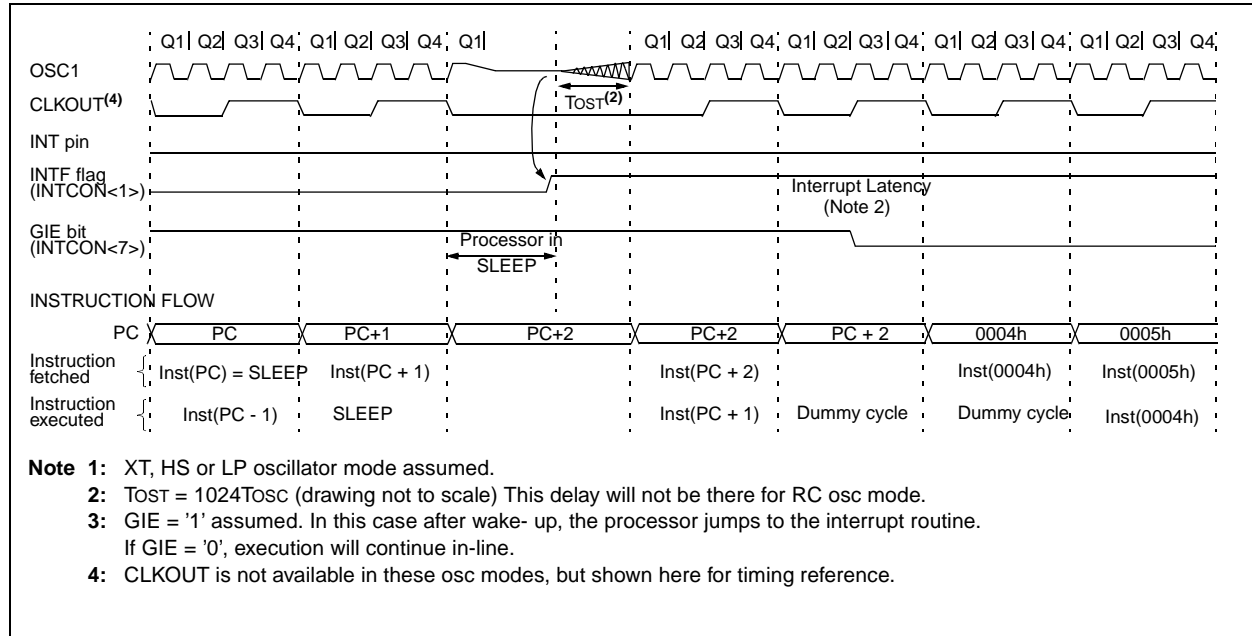 Q1 Q2 Q3 Q4 Q1 Q2 Q3 Q4 Q1 Q1 Q2 Q3 Q4 Q1 Q2 Q3 Q4 Q1 Q2 Q3 Q4 Q1 Q2 Q3 Q4
OSC1
CLKOUT(4)
TOST(2)
INT pin
INTF flag
(INTCON<1>)
Interrupt Latency
(Note 2)
GIE bit
(INTCON<7>)
Processor in
SLEEP
INSTRUCTION FLOW
PC PC PC+1 PC+2 PC+2 PC + 2 0004h 0005h
Instruction
fetched
Inst(PC) = SLEEP Inst(PC + 1) Inst(PC + 2) Inst(0004h) Inst(0005h)
Instruction
executed
Inst(PC - 1) SLEEP Inst(PC + 1) Dummy cycle Dummy cycle Inst(0004h)
Note 1: XT, HS or LP oscillator mode assumed.
2: TOST = 1024TOSC (drawing not to scale) This delay will not be there for RC osc mode.
3: GIE = '1' assumed. In this case after wake- up, the processor jumps to the interrupt routine.
If GIE = '0', execution will continue in-line.
4: CLKOUT is not available in these osc modes, but shown here for timing reference.